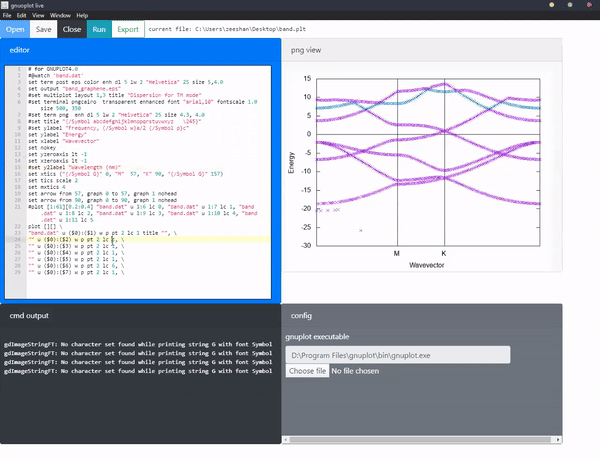 gnuoplot live
File Edit View Window Help
Open Save Close Run Export current file: C:\Users\zeeshan\Desktop\band.plt
editor
1 # for GNUPLOT4.0
2 #@watch 'band.dat'
3 set term post eps color enh dl 5 lw 2 "Helvetica" 25 size 5,4.0
4 set output "band_graphene.eps"
5 #set multiplot layout 1,3 title "Dispersion for TM mode"
6 #set terminal pngcairo transparent enhanced font "arial,10" fontscale 1.0
size 500, 350
7 #set term png enh dl 5 lw 2 "Helvetica" 25 size 4.3, 4.0
8 #set title
9 #set ylabel "Frequency, {/Symbol w}a/2 {/Symbol p}c"
10 set ylabel "Energy"
11 set xlabel "Wavevector"
12 set nokey
13 set yzeroaxis lt -1
14 set xzeroaxis lt -1
15 #set y2label "Wavelength (nm)"
16 set xtics ("{/Symbol G}" 0, "M" 57, "K" 90, "{/Symbol G}" 157)
17 set tics scale 2
18 set mxtics 4
19 set arrow from 57, graph 0 to 57, graph 1 nohead
20 set arrow from 90, graph 0 to 90, graph 1 nohead
21 #plot [1:61][0.2:0.4] "band.dat" u 1:6 lc 0, "band.dat" u 1:7 lc 1, "band
.dat" u 1:8 lc 2, "band.dat" u 1:9 lc 3, "band.dat" u 1:10 lc 4, "band
.dat" u 1:11 lc 5
22 plot [][] \
23 "band.dat" u ($0):($1) w p pt 2 lc 1 title "", \
24 "" u ($0):($2) w p pt 2 lc \
25 "" u ($0):($3) w p pt 2 lc 1, \
26 "" u ($0):($4) w p pt 2 lc 1, \
27 "" u ($0):($5) w p pt 2 lc 1, \
28 "" u ($0):($6) w p pt 2 lc 6, \
29 "" u ($0):($7) w p pt 2 lc 1, \
png view
15
10
5
0
-5
-10
-15
-20
-25
-30
Energy
M K
Wavevector
cmd output
gdImageStringFT: No character set found while printing string G with font Symbol
gdImageStringFT: No character set found while printing string G with font Symbol
gdImageStringFT: No character set found while printing string G with font Symbol
gdImageStringFT: No character set found while printing string G with font Symbol
config
gnuplot executable
D:\Program Files\gnuplot\bin\gnuplot.exe
Choose file No file chosen